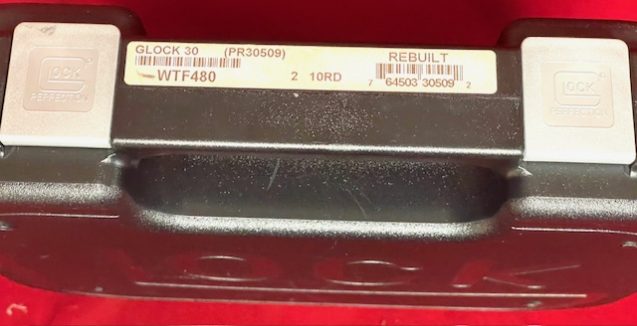 GLOCK 30 (PR30509) REBUILT
WTF480 2 10RD 7 64503 30509 2
GLOCK
PERFECTION
GLOCK
PERFECTION
GLOCK